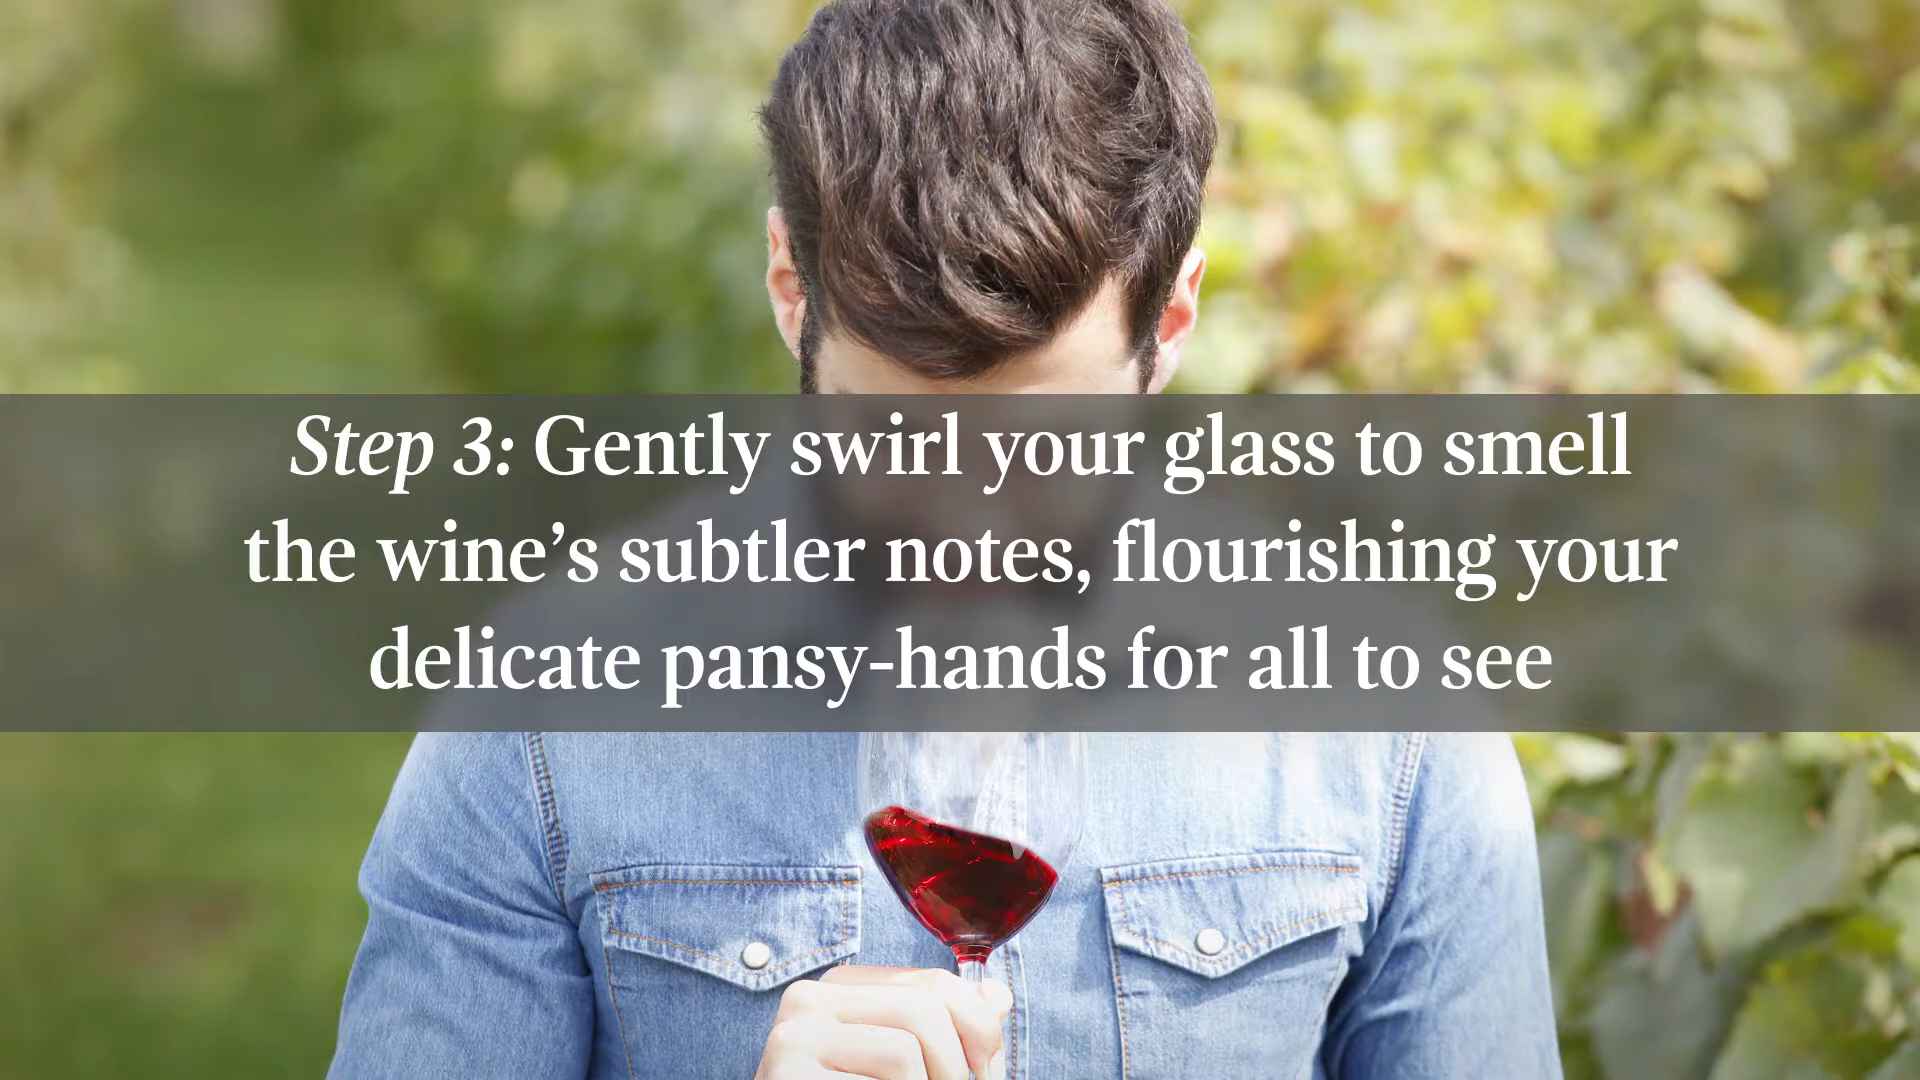 Step 3: Gently swirl your glass to smell
the wine’s subtler notes, flourishing your
delicate pansy-hands for all to see